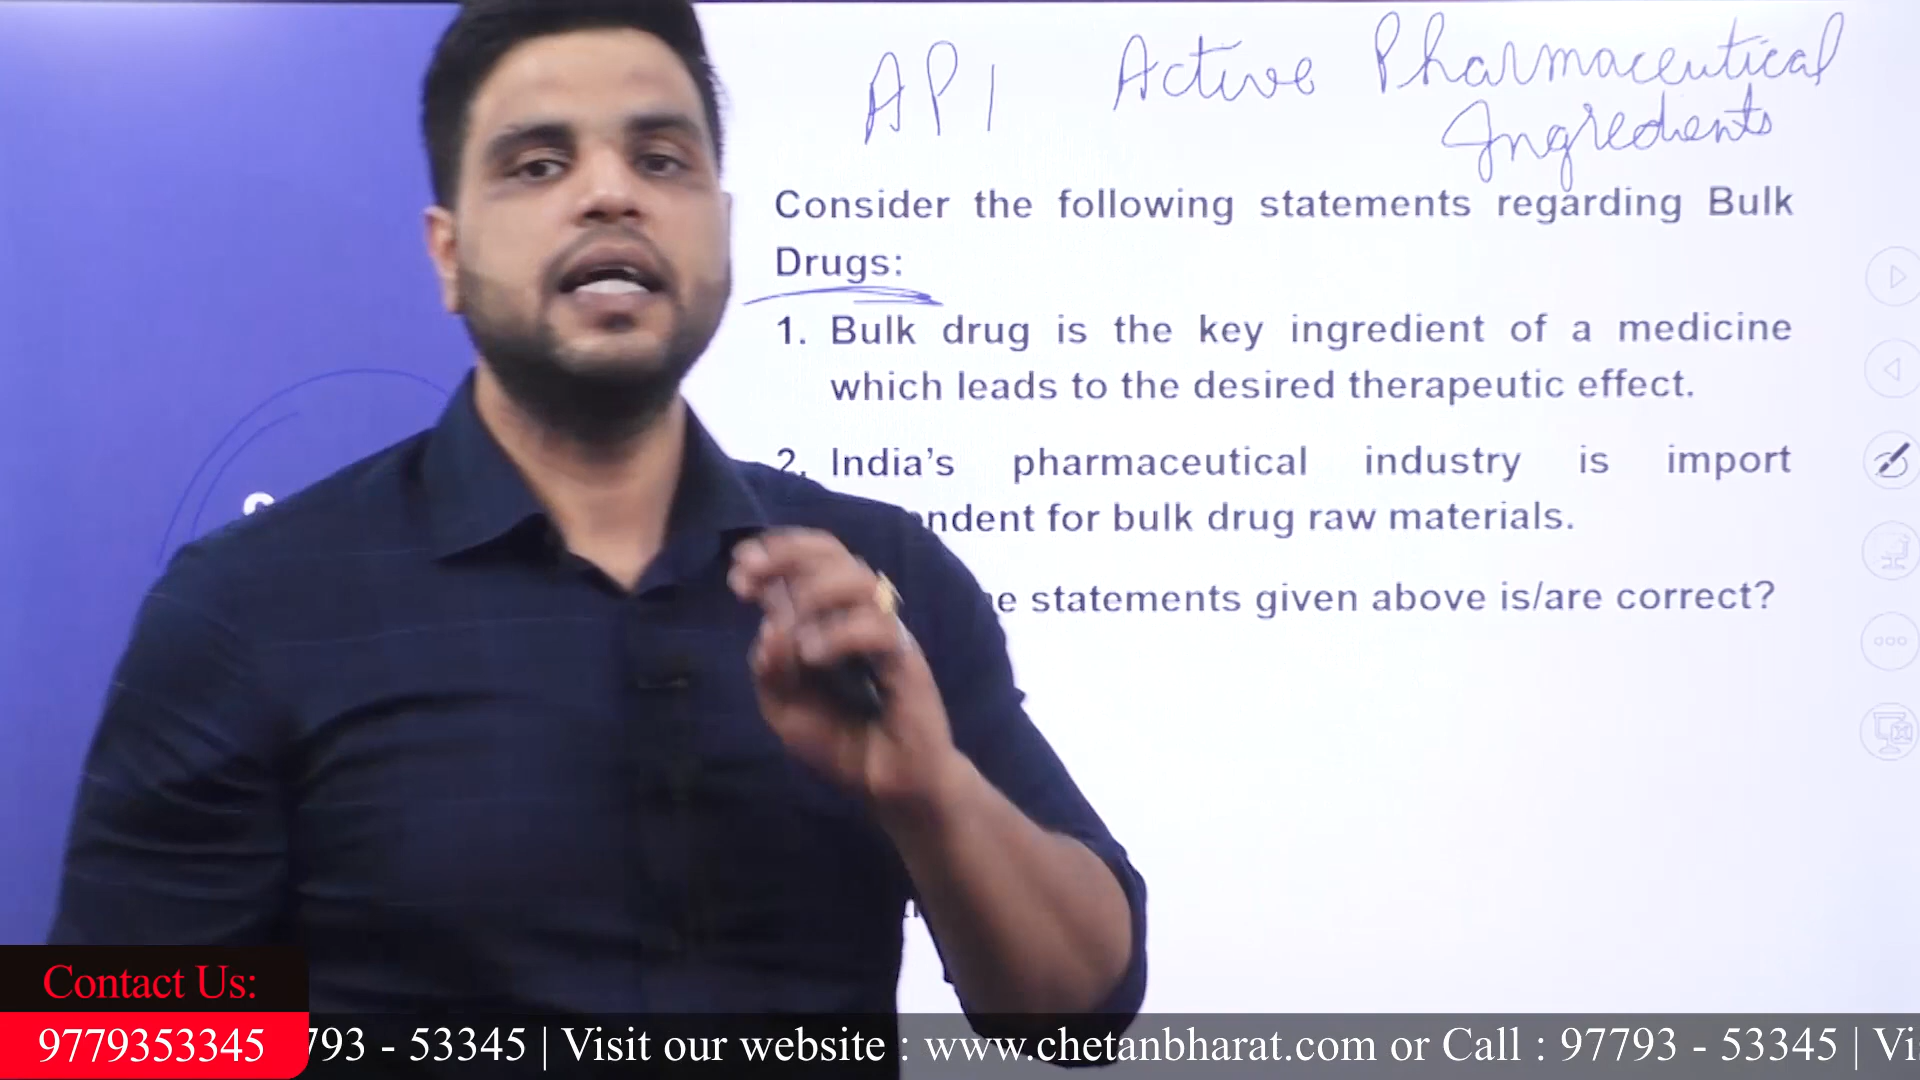 API Active Pharmaceutical
Ingredients
Consider the following statements regarding Bulk
Drugs:
1. Bulk drug is the key ingredient of a medicine
which leads to the desired therapeutic effect.
2. India's pharmaceutical industry is import
for bulk drug raw materials.
statements given above is/are correct?
Contact Us:
9779353345
793 - 53345 | Visit our website : www.chetanbharat.com or Call : 97793 - 53345 |